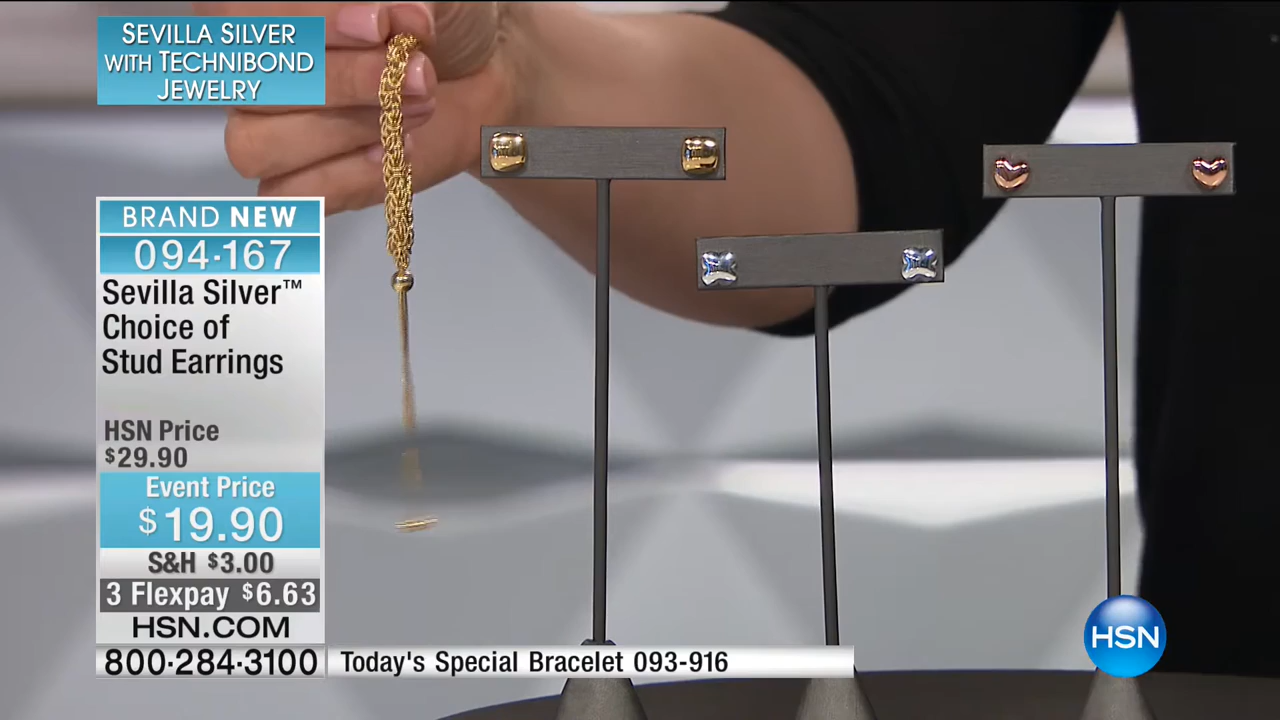 SEVILLA SILVER
WITH TECHNIBOND
JEWELRY
BRAND NEW
094·167
Sevilla Silver™
Choice of
Stud Earrings
HSN Price
$29.90
Event Price
$19.90
S&H $3.00
3 Flexpay $6.63
HSN.COM
800·284·3100
Today's Special Bracelet 093-916
HSN